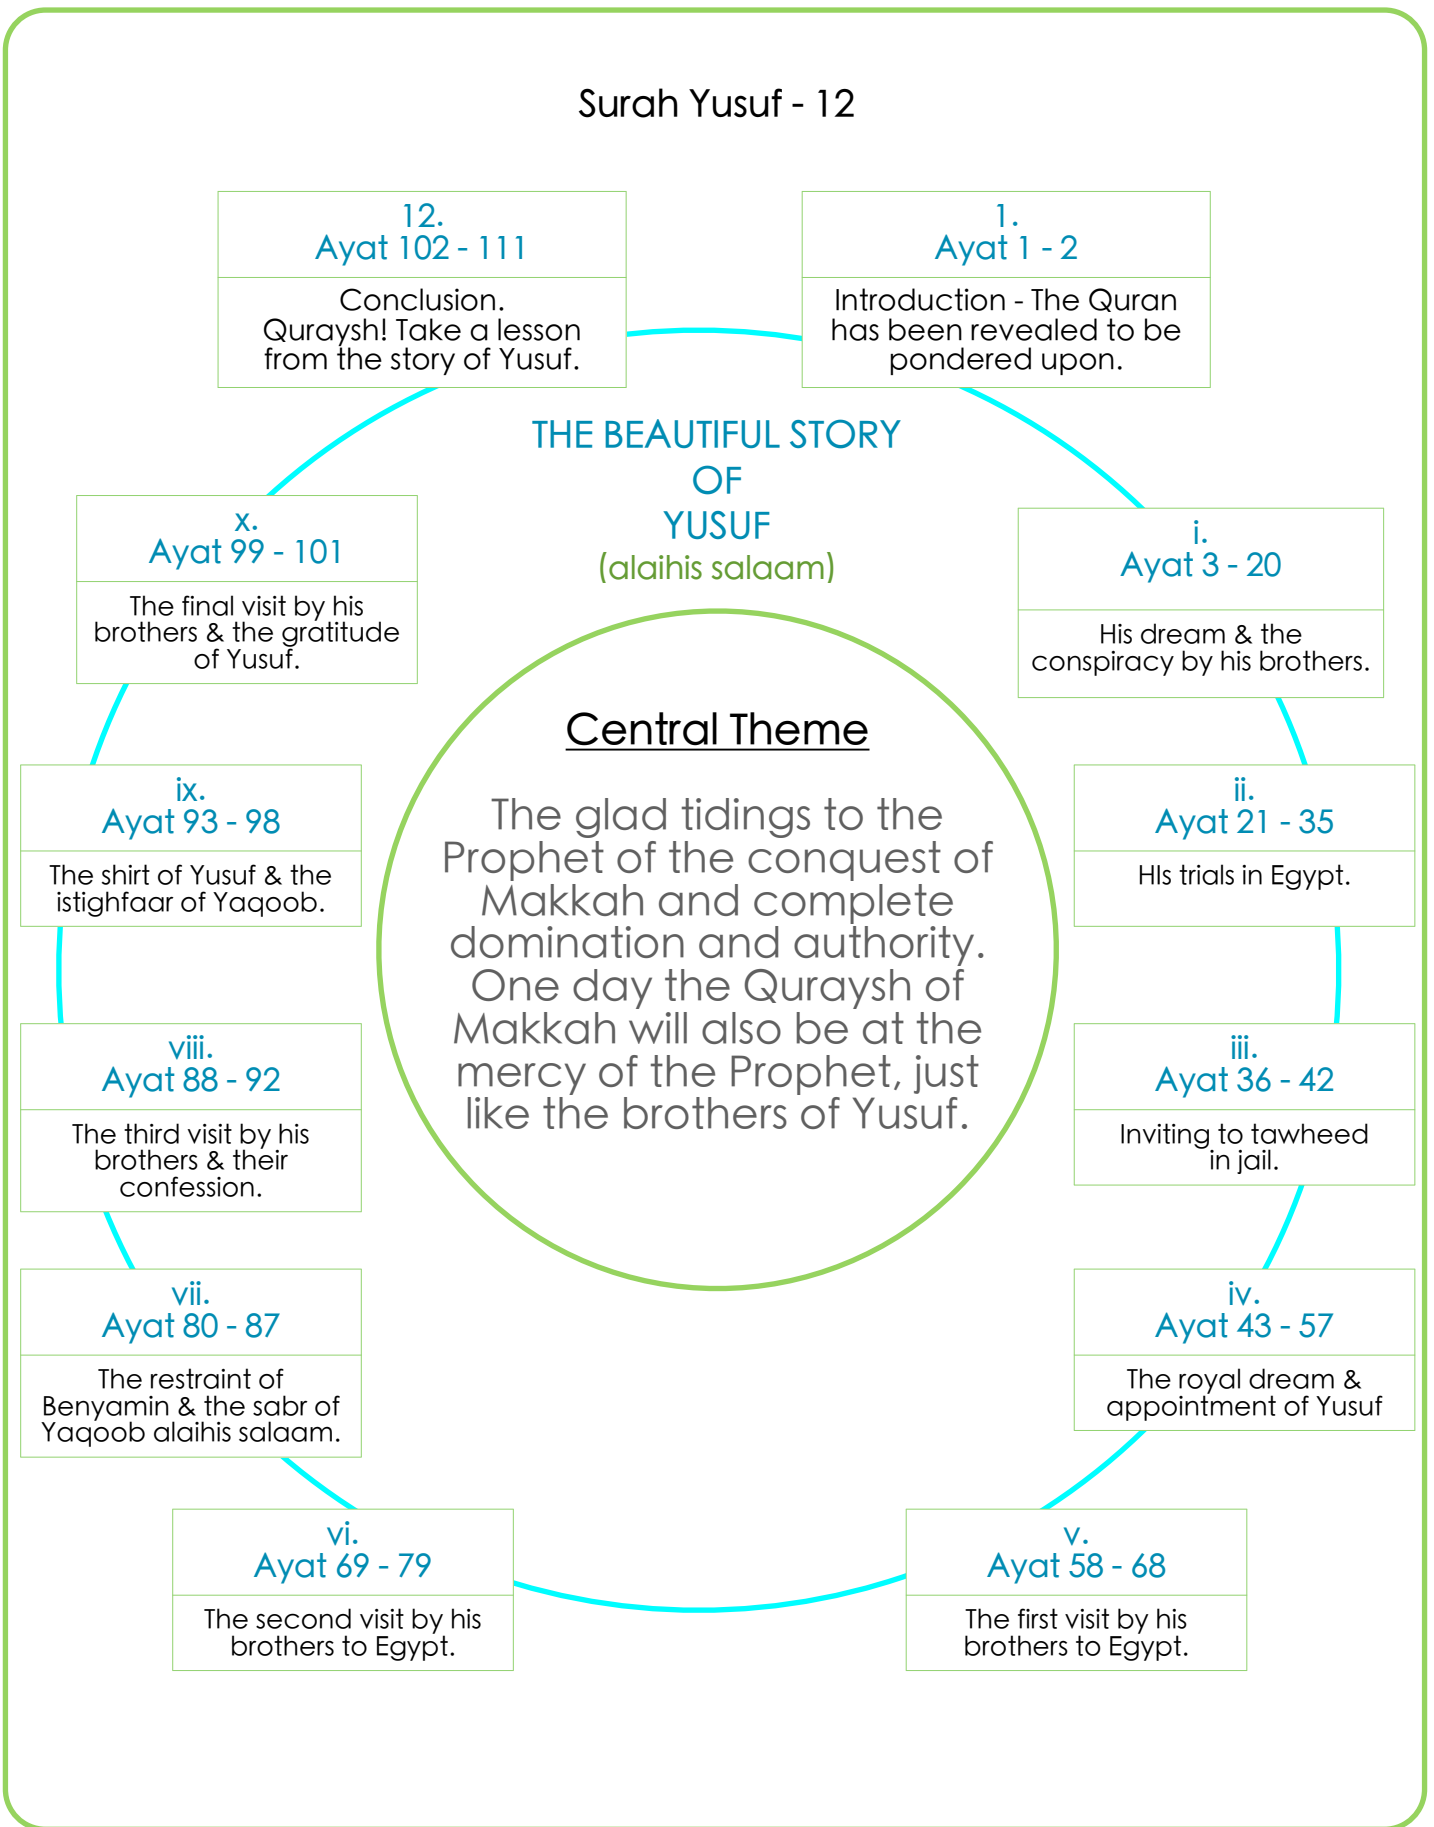 Surah Yusuf - 12
12.
Ayat 102 - 111
Conclusion.
Quraysh! Take a lesson
from the story of Yusuf.
1.
Ayat 1 - 2
Introduction - The Quran
has been revealed to be
pondered upon.
THE BEAUTIFUL STORY
OF
YUSUF
(alaihis salaam)
i.
Ayat 3 - 20
His dream & the
conspiracy by his brothers.
ii.
Ayat 21 - 35
HIs trials in Egypt.
iii.
Ayat 36 - 42
Inviting to tawheed
in jail.
iv.
Ayat 43 - 57
The royal dream &
appointment of Yusuf
v.
Ayat 58 - 68
The first visit by his
brothers to Egypt.
vi.
Ayat 69 - 79
The second visit by his
brothers to Egypt.
vii.
Ayat 80 - 87
The restraint of
Benyamin & the sabr of
Yaqoob alaihis salaam.
viii.
Ayat 88 - 92
The third visit by his
brothers & their
confession.
ix.
Ayat 93 - 98
The shirt of Yusuf & the
istighfaar of Yaqoob.
x.
Ayat 99 - 101
The final visit by his
brothers & the gratitude
of Yusuf.
Central Theme
The glad tidings to the
Prophet of the conquest of
Makkah and complete
domination and authority.
One day the Quraysh of
Makkah will also be at the
mercy of the Prophet, just
like the brothers of Yusuf.